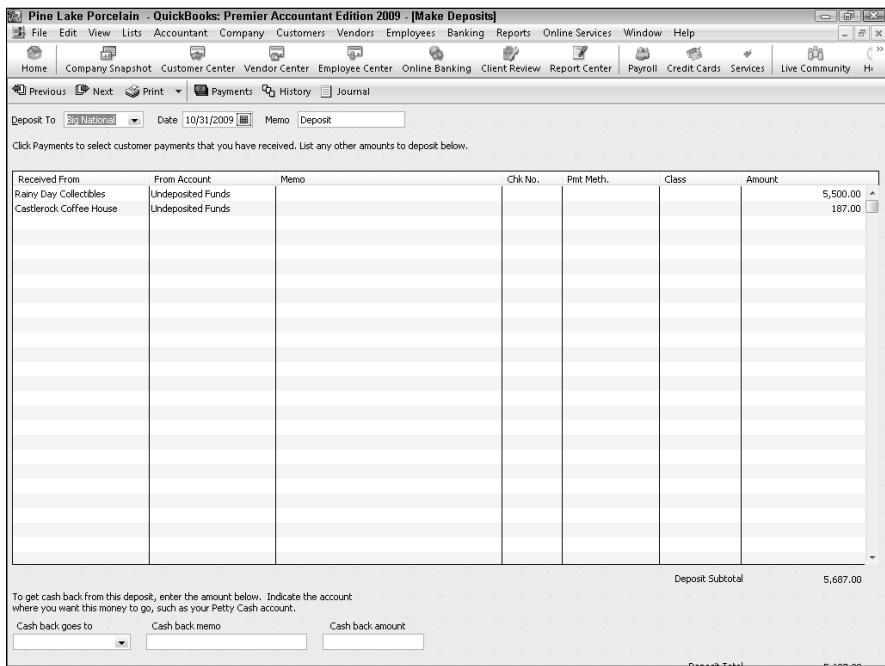 Pine Lake Porcelain - QuickBooks: Premier Accountant Edition 2009 - [Make Deposits]
File Edit View Lists Accountant Company Customers Vendors Employees Banking Reports Online Services Window Help
Home Company Snapshot Customer Center Vendor Center Employee Center Online Banking Client Review Report Center Payroll Credit Cards Services Live Community
Previous Next Print Payments History Journal
Deposit To Big National Date 10/31/2009 Memo Deposit
Click Payments to select customer payments that you have received. List any other amounts to deposit below.
Received From From Account Memo Chk No. Pmt Meth. Class Amount
Rainy Day Collectibles Undeposited Funds 5,500.00
Castlerock Coffee House Undeposited Funds 187.00
Deposit Subtotal 5,687.00
To get cash back from this deposit, enter the amount below. Indicate the account
where you want this money to go, such as your Petty Cash account.
Cash back goes to Cash back memo Cash back amount
Deposit Total 5,687.00